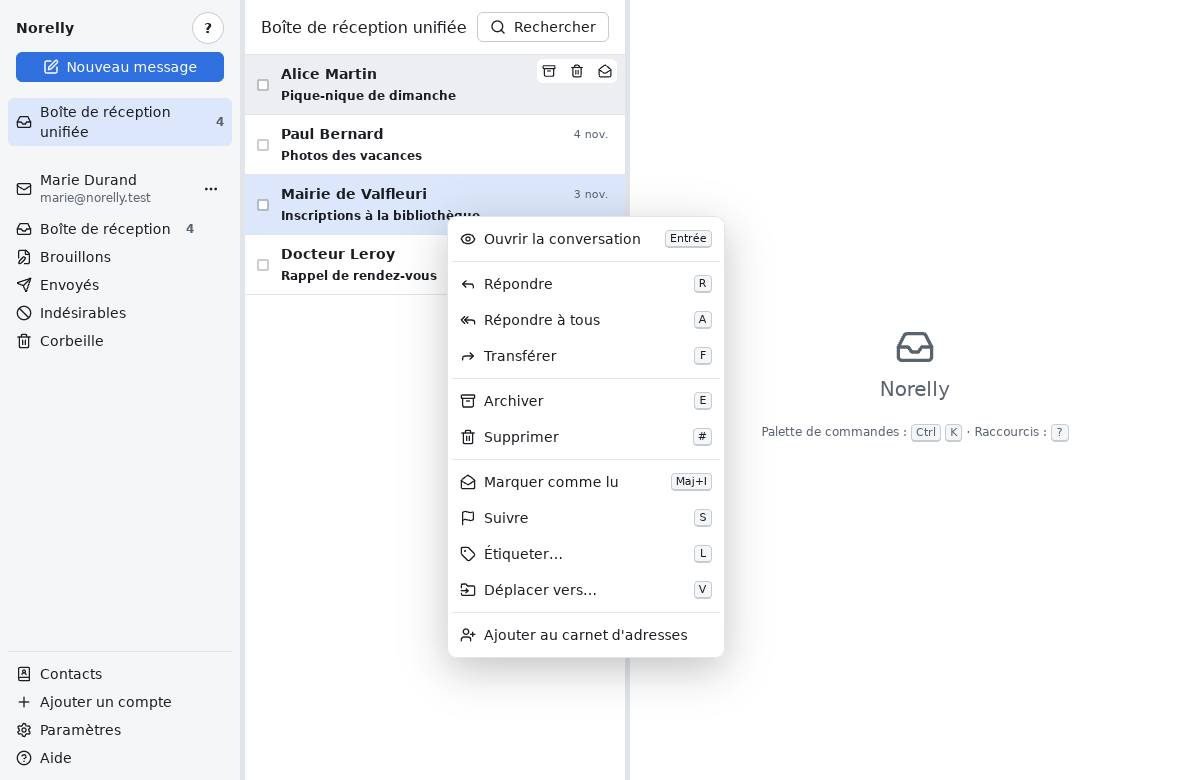 Norelly
?
Nouveau message
Boîte de réception
unifiée
4
Marie Durand
marie@norelly.test
Boîte de réception 4
Brouillons
Envoyés
Indésirables
Corbeille
Contacts
Ajouter un compte
Paramètres
Aide
Boîte de réception unifiée
Rechercher
Alice Martin
Pique-nique de dimanche
Paul Bernard 4 nov.
Photos des vacances
Mairie de Valfleuri 3 nov.
Inscriptions à la bibliothèque
Docteur Leroy
Rappel de rendez-vous
Ouvrir la conversation Entrée
Répondre R
Répondre à tous A
Transférer F
Archiver E
Supprimer #
Marquer comme lu Maj+I
Suivre S
Étiqueter… L
Déplacer vers… V
Ajouter au carnet d'adresses
Norelly
Palette de commandes : Ctrl K · Raccourcis : ?